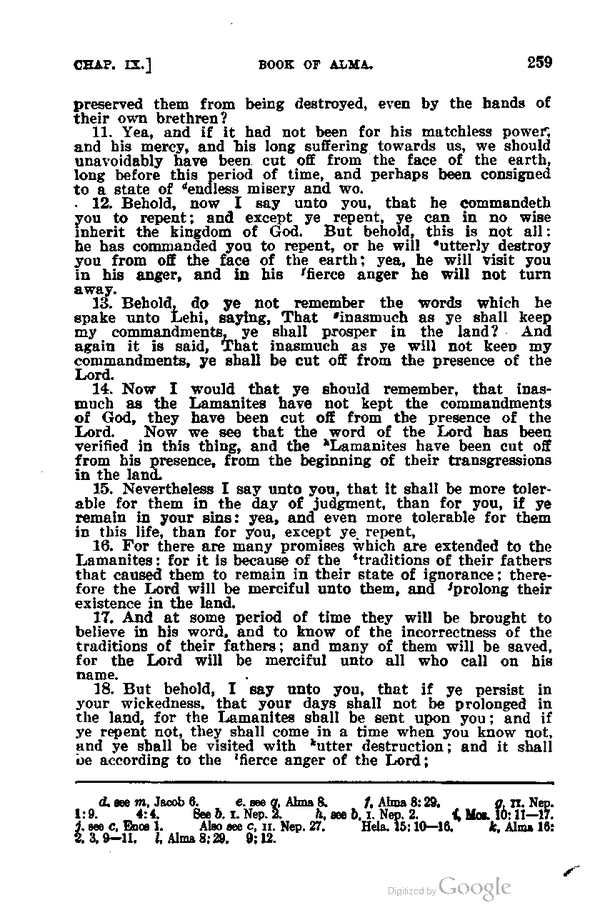 CHAP. IX.] BOOK OF ALMA. 259
preserved them from being destroyed, even by the hands of
their own brethren?
11. Yea, and if it had not been for his matchless power,
and his mercy, and his long suffering towards us, we should
unavoidably have been cut off from the face of the earth,
long before this period of time, and perhaps been consigned
to a state of dendless misery and wo.
12. Behold, now I say unto you, that he commandeth
you to repent; and except ye repent, ye can in no wise
inherit the kingdom of God. But behold, this is not all:
he has commanded you to repent, or he will eutterly destroy
you from off the face of the earth; yea, he will visit you
in his anger, and in his ffierce anger he will not turn
away.
13. Behold, do ye not remember the words which he
spake unto Lehi, saying, That ginasmuch as ye shall keep
my commandments, ye shall prosper in the land? And
again it is said, That inasmuch as ye will not keep my
commandments, ye shall be cut off from the presence of the
Lord.
14. Now I would that ye should remember, that inas-
much as the Lamanites have not kept the commandments
of God, they have been cut off from the presence of the
Lord. Now we see that the word of the Lord has been
verified in this thing, and the hLamanites have been cut off
from his presence, from the beginning of their transgressions
in the land.
15. Nevertheless I say unto you, that it shall be more toler-
able for them in the day of judgment, than for you, if ye
remain in your sins: yea, and even more tolerable for them
in this life, than for you, except ye repent,
16. For there are many promises which are extended to the
Lamanites: for it is because of the itraditions of their fathers
that caused them to remain in their state of ignorance; there-
fore the Lord will be merciful unto them, and jprolong their
existence in the land.
17. And at some period of time they will be brought to
believe in his word, and to know of the incorrectness of the
traditions of their fathers; and many of them will be saved,
for the Lord will be merciful unto all who call on his
name.
18. But behold, I say unto you, that if ye persist in
your wickedness, that your days shall not be prolonged in
the land, for the Lamanites shall be sent upon you; and if
ye repent not, they shall come in a time when you know not,
and ye shall be visited with kutter destruction; and it shall
be according to the lfierce anger of the Lord;
d, see m, Jacob 6. e, see q, Alma 8. f, Alma 8:29. g, II. Nep.
1:9. 4:4. See b. I. Nep. 2. h, see b, I. Nep. 2. i, Mos. 10:11—17.
j, see c, Enos 1. Also see c, II. Nep. 27. Hela. 15:10—16. k, Alma 16:
2, 3, 9—11. l, Alma 8:29. 9:12.
Digitized by Google